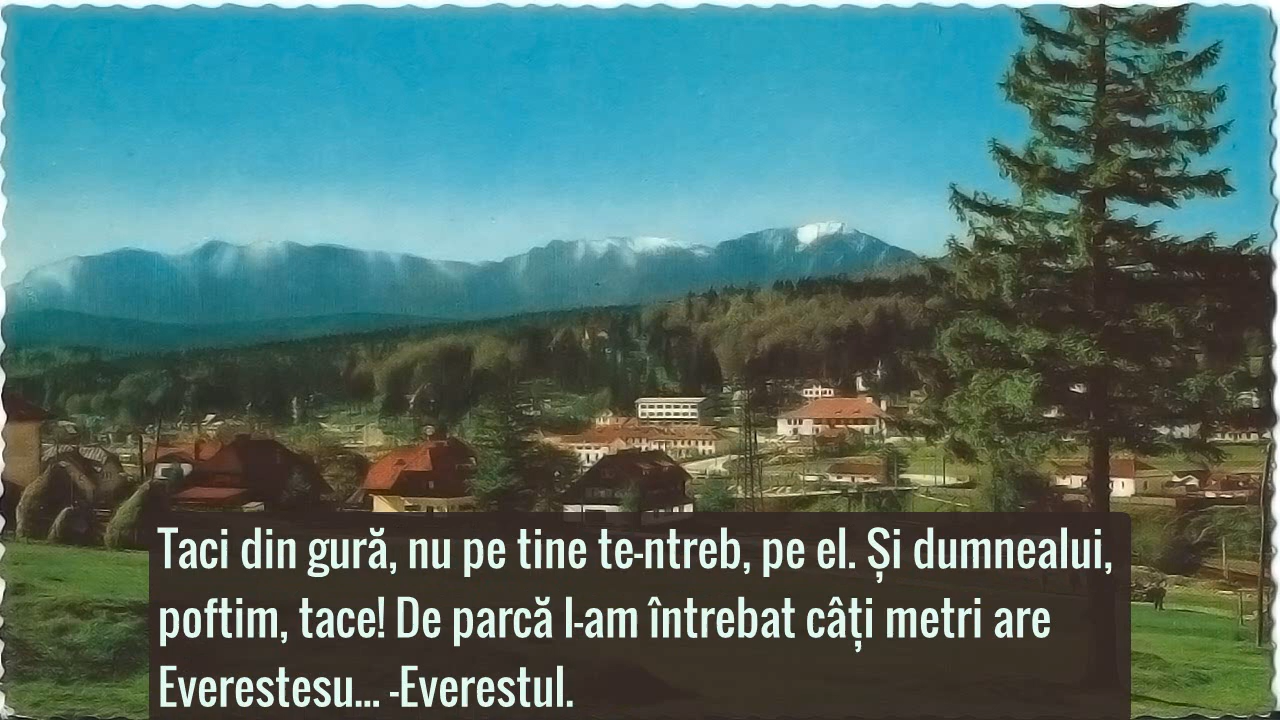 Taci din gură, nu pe tine te-ntreb, pe el. Și dumnealui,
poftim, tace! De parcă l-am întrebat câți metri are
Everestesu... -Everestul.